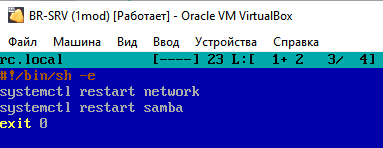 BR-SRV (1mod) [Работает] - Oracle VM VirtualBox
Файл Машина Вид Ввод Устройства Справка
rc.local [----] 23 L:[ 1+ 2 3/ 4]
#!/bin/sh -e
systemctl restart network
systemctl restart samba
exit 0